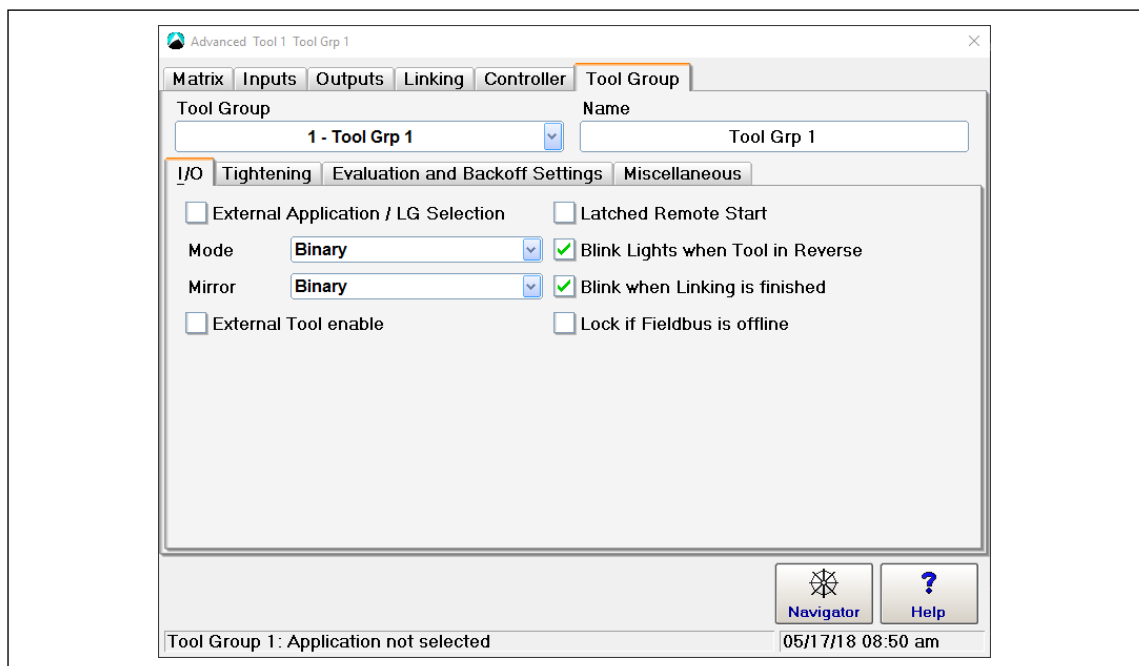 Advanced Tool 1 Tool Grp 1
Matrix Inputs Outputs Linking Controller Tool Group
Tool Group Name
1 - Tool Grp 1 Tool Grp 1
I/O Tightening Evaluation and Backoff Settings Miscellaneous
External Application / LG Selection Latched Remote Start
Mode Binary Blink Lights when Tool in Reverse
Mirror Binary Blink when Linking is finished
External Tool enable Lock if Fieldbus is offline
Navigator ? Help
Tool Group 1: Application not selected 05/17/18 08:50 am